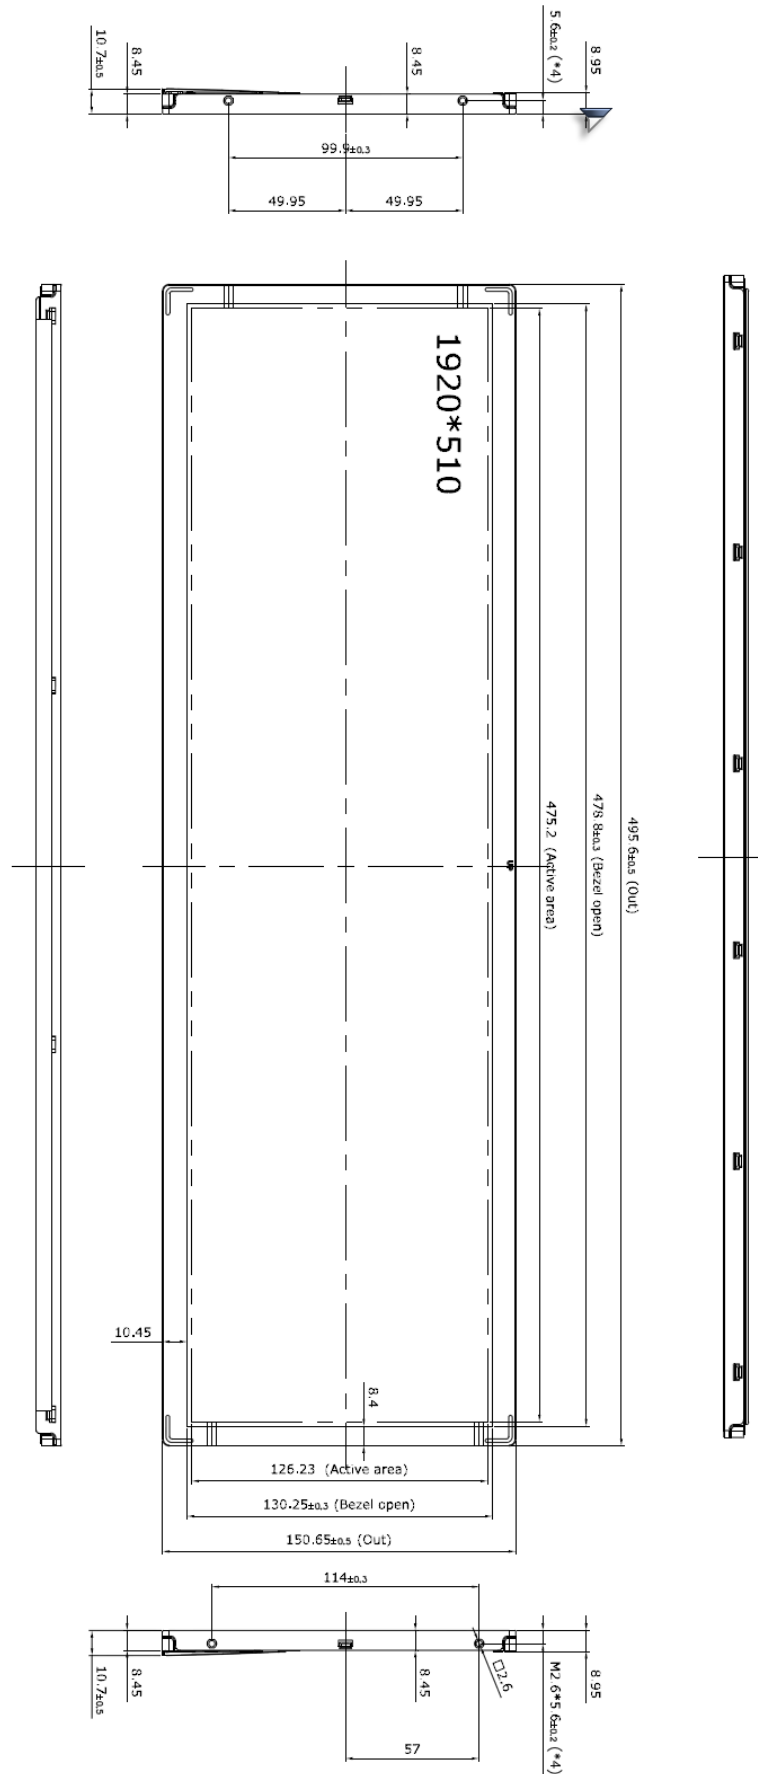 10.7±0.5
8.45
8.45
5.6±0.2 (*4)
8.95
99.9±0.3
49.95
49.95
1920*510
475.2 (Active area)
478.8±0.3 (Bezel open)
495.6±0.5 (Out)
10.45
8.4
126.23 (Active area)
130.25±0.3 (Bezel open)
150.65±0.5 (Out)
114±0.3
10.7±0.5
8.45
8.45
□2.6
M2.6*5.6±0.2 (*4)
8.95
57